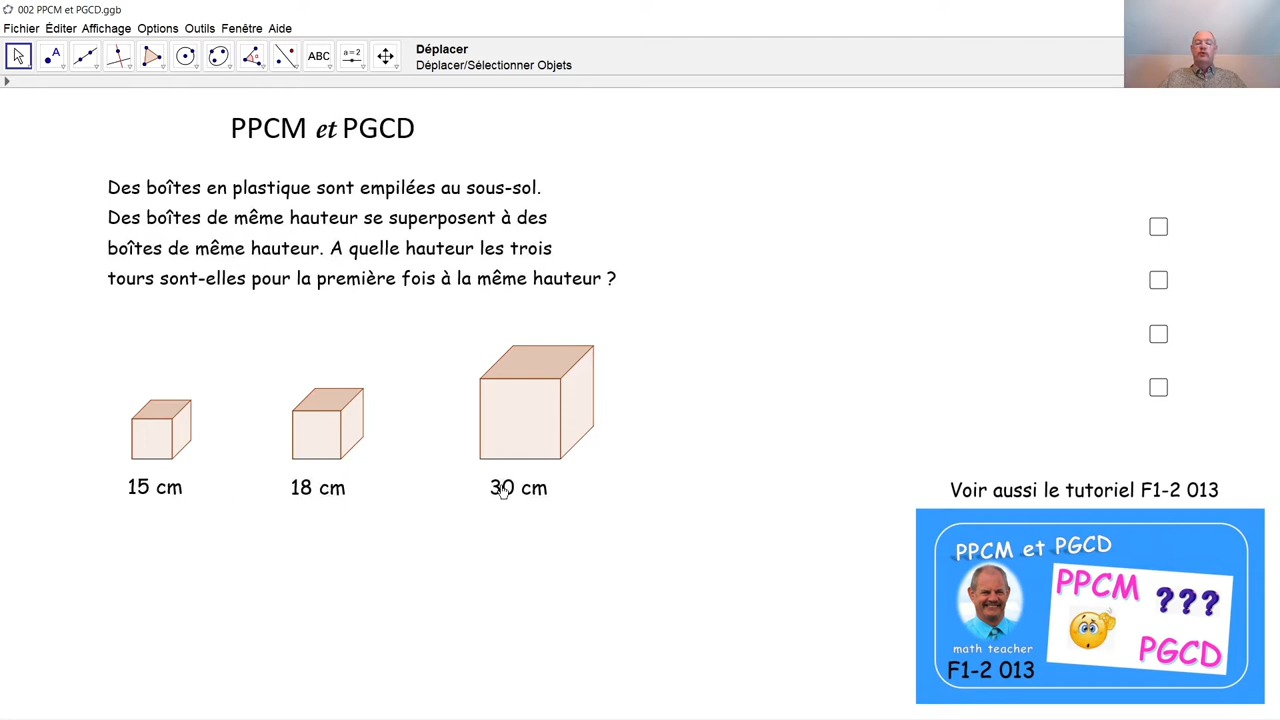 002 PPCM et PGCD.ggb
Fichier Éditer Affichage Options Outils Fenêtre Aide
A
ABC
a=2
Déplacer
Déplacer/Sélectionner Objets
PPCM et PGCD
Des boîtes en plastique sont empilées au sous-sol.
Des boîtes de même hauteur se superposent à des
boîtes de même hauteur. A quelle hauteur les trois
tours sont-elles pour la première fois à la même hauteur ?
15 cm
18 cm
30 cm
Voir aussi le tutoriel F1-2 013
PPCM et PGCD
PPCM
???
PGCD
math teacher
F1-2 013